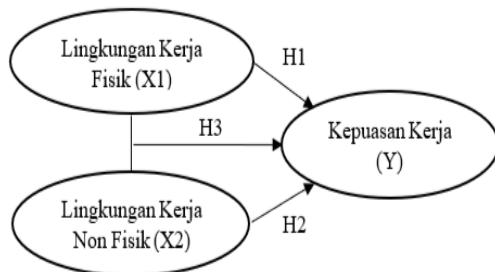 Lingkungan Kerja
Fisik (X1)
H1
H3
Kepuasan Kerja
(Y)
Lingkungan Kerja
Non Fisik (X2)
H2